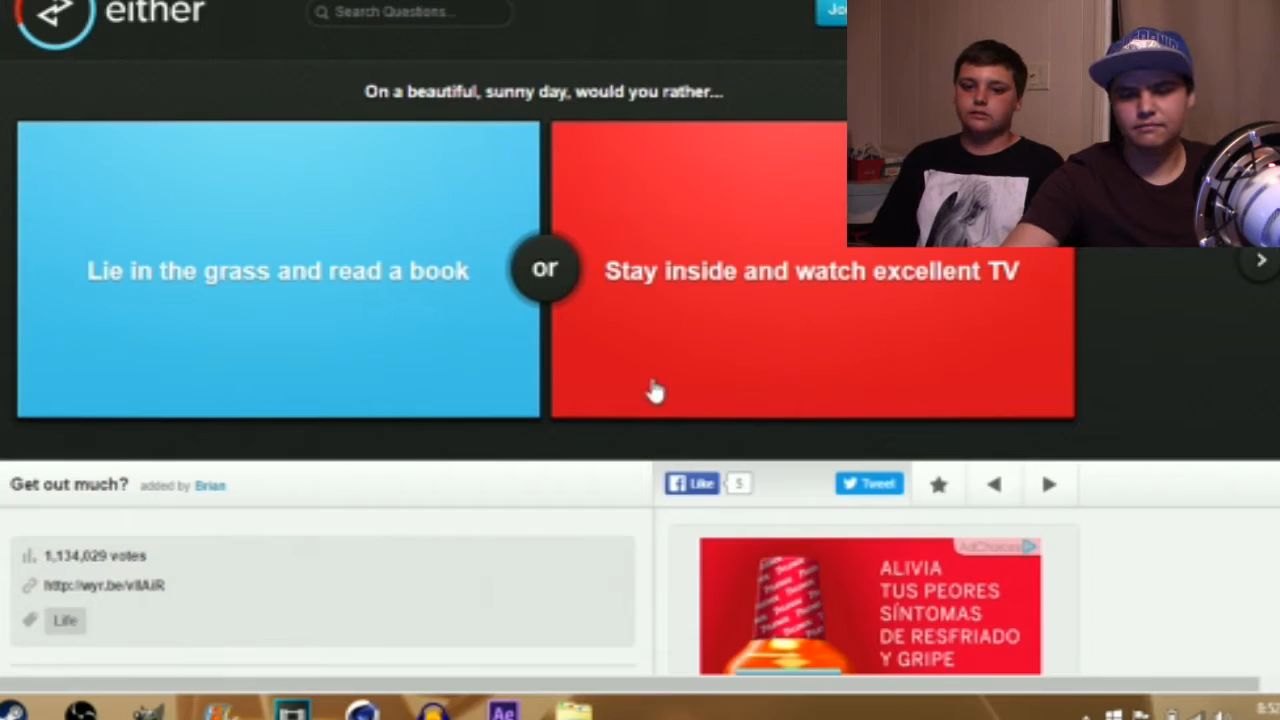 either
Search Questions...
On a beautiful, sunny day, would you rather...
Lie in the grass and read a book
or
Stay inside and watch excellent TV
Get out much? added by Brian
Like 5
Tweet
1,134,029 votes
Life
AdChoices
ALIVIA
TUS PEORES
SÍNTOMAS
DE RESFRIADO
Y GRIPE
Ae